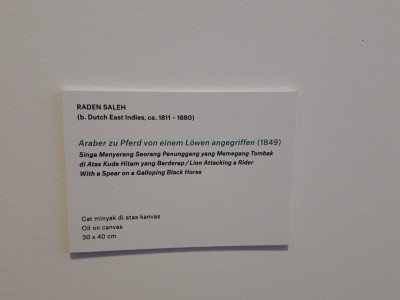 RADEN SALEH
(b. Dutch East Indies, ca. 1811 - 1880)
Araber zu Pferd von einem Löwen angegriffen (1849)
Singa Menyerang Seorang Penunggang yang Memegang Tombak
di Atas Kuda Hitam yang Berderap / Lion Attacking a Rider
With a Spear on a Galloping Black Horse
Cat minyak di atas kanvas
Oil on canvas
30 x 40 cm